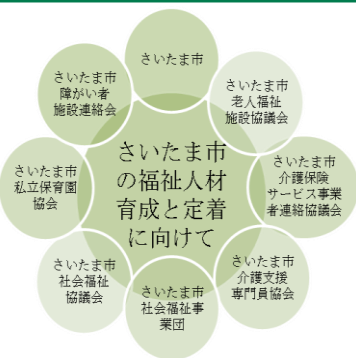 さいたま市
さいたま市
老人福祉
施設協議会
さいたま市
介護保険
サービス事業
者連絡協議会
さいたま市
介護支援
専門員協会
さいたま市
社会福祉事
業団
さいたま市
社会福祉
協議会
さいたま市
私立保育園
協会
さいたま市
障がい者
施設連絡会
さいたま市
の福祉人材
育成と定着
に向けて